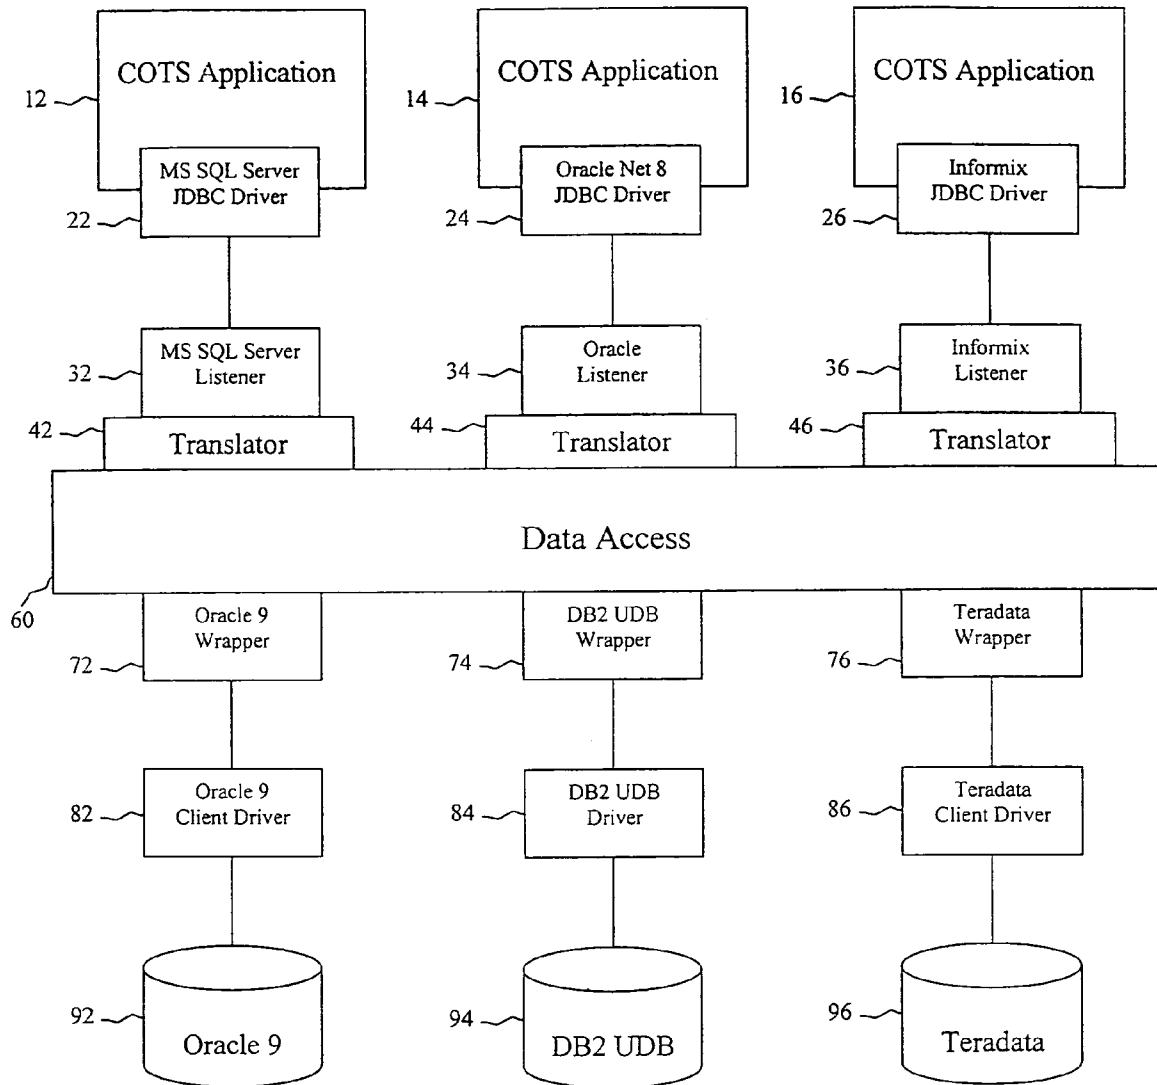 COTS Application
COTS Application
COTS Application
12
14
16
MS SQL Server
JDBC Driver
Oracle Net 8
JDBC Driver
Informix
JDBC Driver
22
24
26
MS SQL Server
Listener
Oracle
Listener
Informix
Listener
32
34
36
42
44
46
Translator
Translator
Translator
Data Access
60
Oracle 9
Wrapper
DB2 UDB
Wrapper
Teradata
Wrapper
72
74
76
Oracle 9
Client Driver
DB2 UDB
Driver
Teradata
Client Driver
82
84
86
92
94
96
Oracle 9
DB2 UDB
Teradata